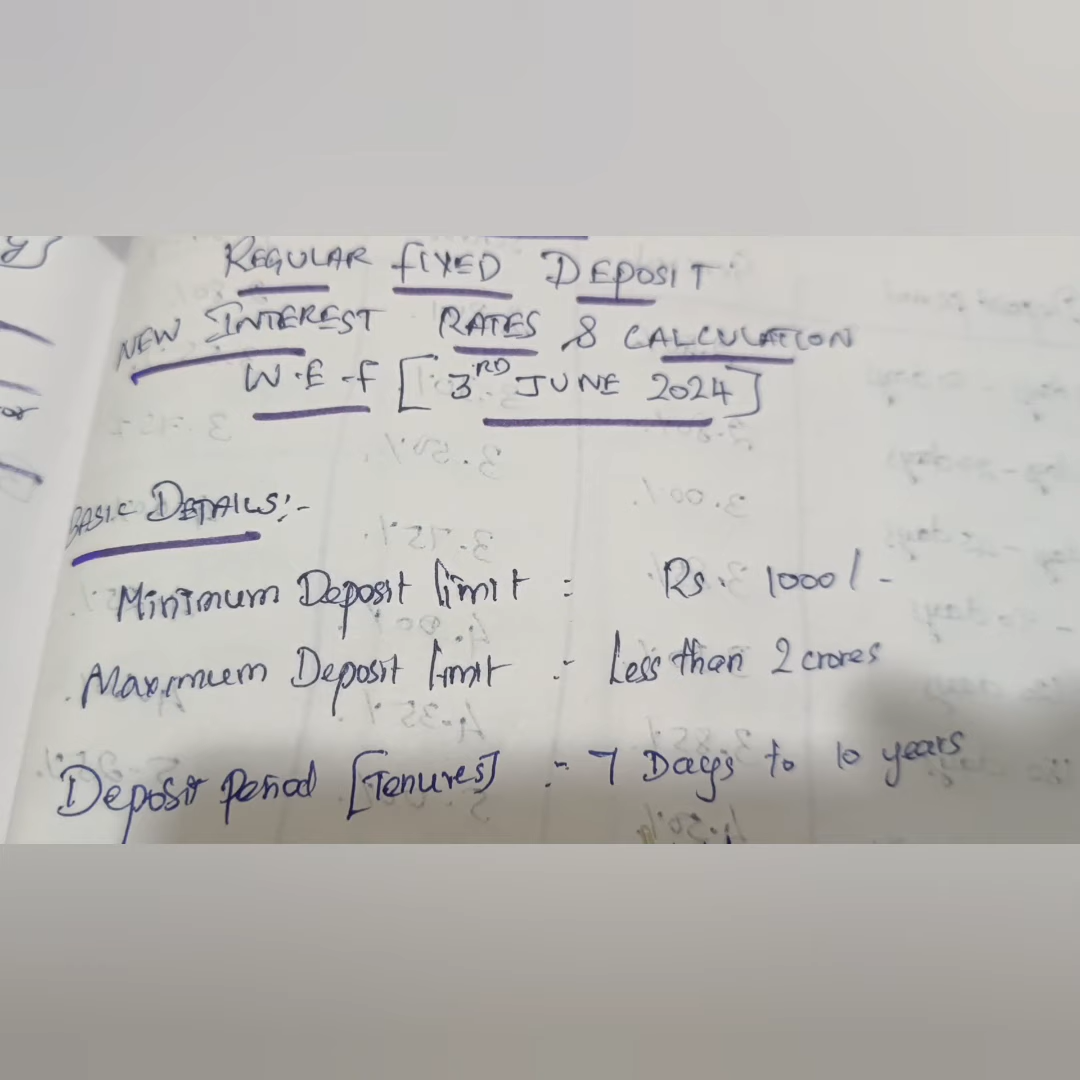 REGULAR FIXED DEPOSIT
NEW INTEREST RATES & CALCULATION
W.E.F [3RD JUNE 2024]
BASIC DETAILS:-
Minimum Deposit limit : Rs. 1000/-
Maximum Deposit limit :- Less than 2 crores
Deposit Period [Tenures] :- 7 Days to 10 years